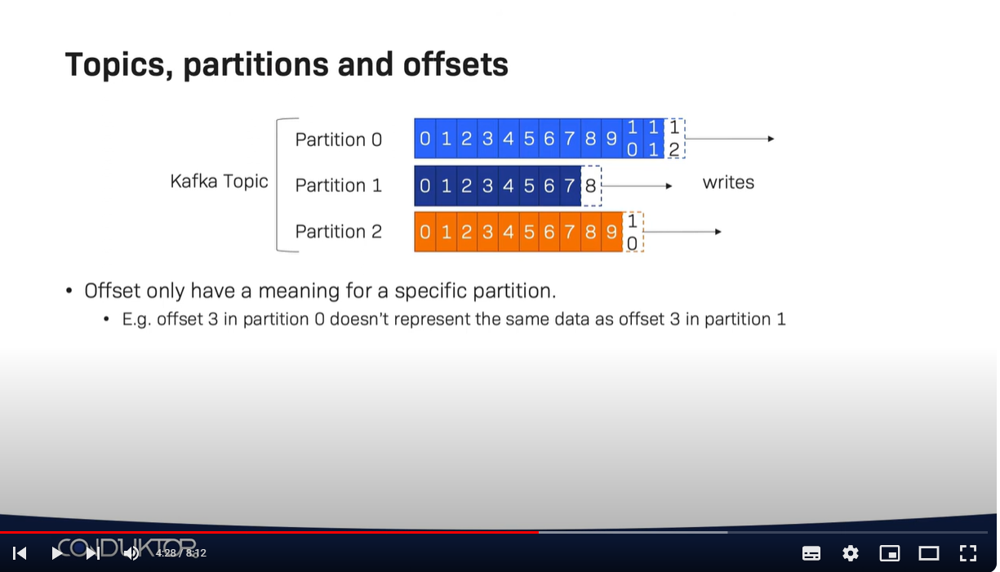 Topics, partitions and offsets
Kafka Topic
Partition 0
0 1 2 3 4 5 6 7 8 9 10 11 12
Partition 1
0 1 2 3 4 5 6 7 8
writes
Partition 2
0 1 2 3 4 5 6 7 8 9 10
• Offset only have a meaning for a specific partition.
• E.g. offset 3 in partition 0 doesn't represent the same data as offset 3 in partition 1
CONDUKTOR
4:28 / 8:12